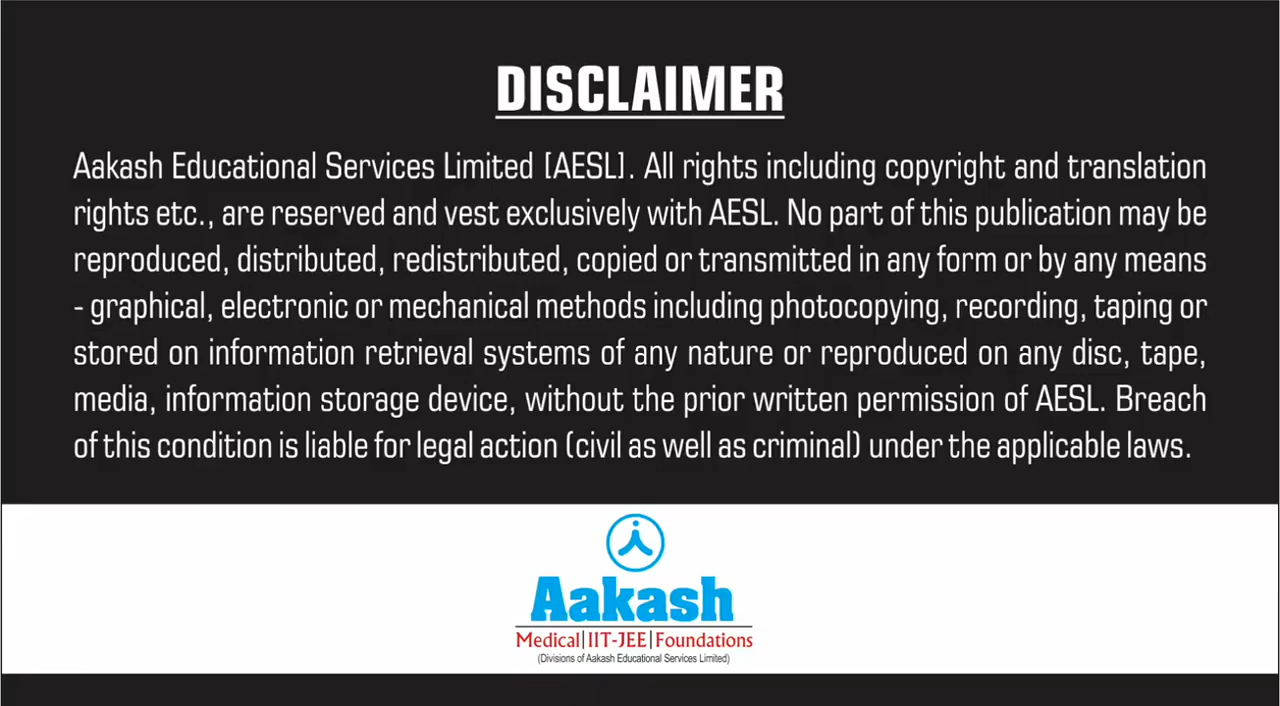 DISCLAIMER
Aakash Educational Services Limited [AESL]. All rights including copyright and translation
rights etc., are reserved and vest exclusively with AESL. No part of this publication may be
reproduced, distributed, redistributed, copied or transmitted in any form or by any means
- graphical, electronic or mechanical methods including photocopying, recording, taping or
stored on information retrieval systems of any nature or reproduced on any disc, tape,
media, information storage device, without the prior written permission of AESL. Breach
of this condition is liable for legal action (civil as well as criminal) under the applicable laws.
Aakash
Medical|IIT-JEE|Foundations
(Divisions of Aakash Educational Services Limited)